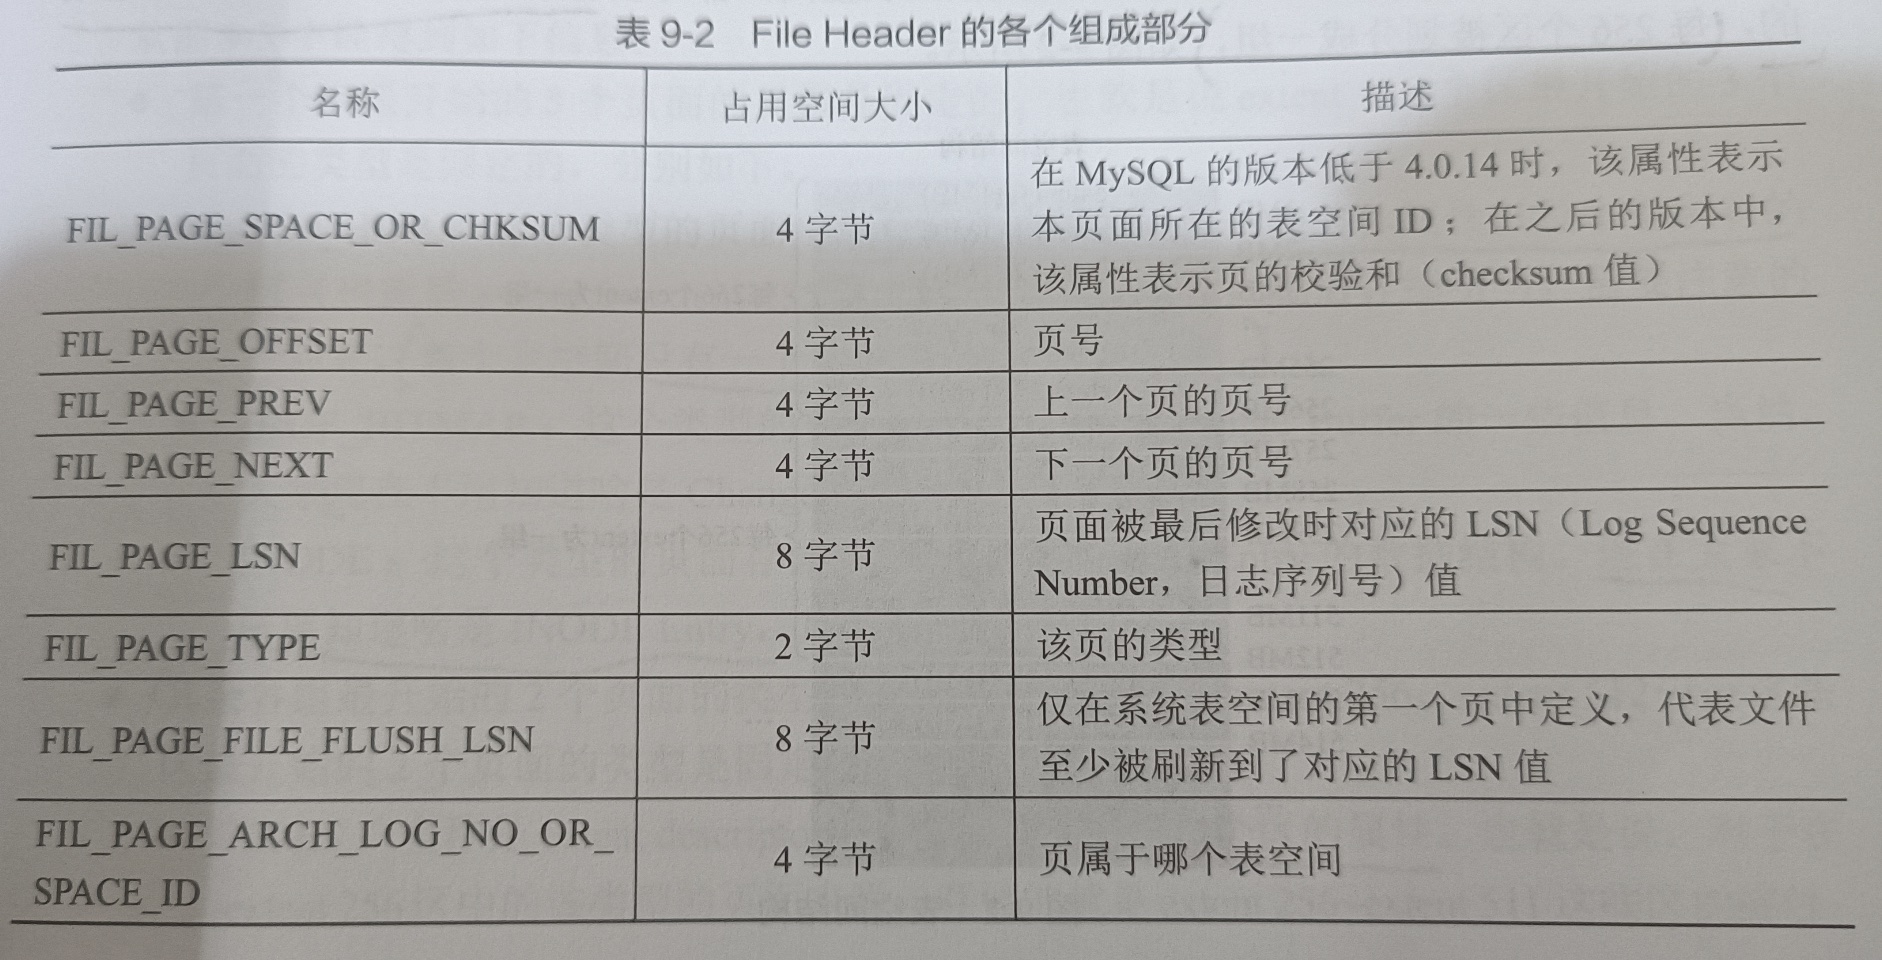 表 9-2 File Header 的各个组成部分
名称 占用空间大小 描述
FIL_PAGE_SPACE_OR_CHKSUM 4 字节 在 MySQL 的版本低于 4.0.14 时，该属性表示
本页面所在的表空间 ID；在之后的版本中，
该属性表示页的校验和（checksum 值）
FIL_PAGE_OFFSET 4 字节 页号
FIL_PAGE_PREV 4 字节 上一个页的页号
FIL_PAGE_NEXT 4 字节 下一个页的页号
FIL_PAGE_LSN 8 字节 页面被最后修改时对应的 LSN（Log Sequence
Number，日志序列号）值
FIL_PAGE_TYPE 2 字节 该页的类型
FIL_PAGE_FILE_FLUSH_LSN 8 字节 仅在系统表空间的第一个页中定义，代表文件
至少被刷新到了对应的 LSN 值
FIL_PAGE_ARCH_LOG_NO_OR_
SPACE_ID 4 字节 页属于哪个表空间